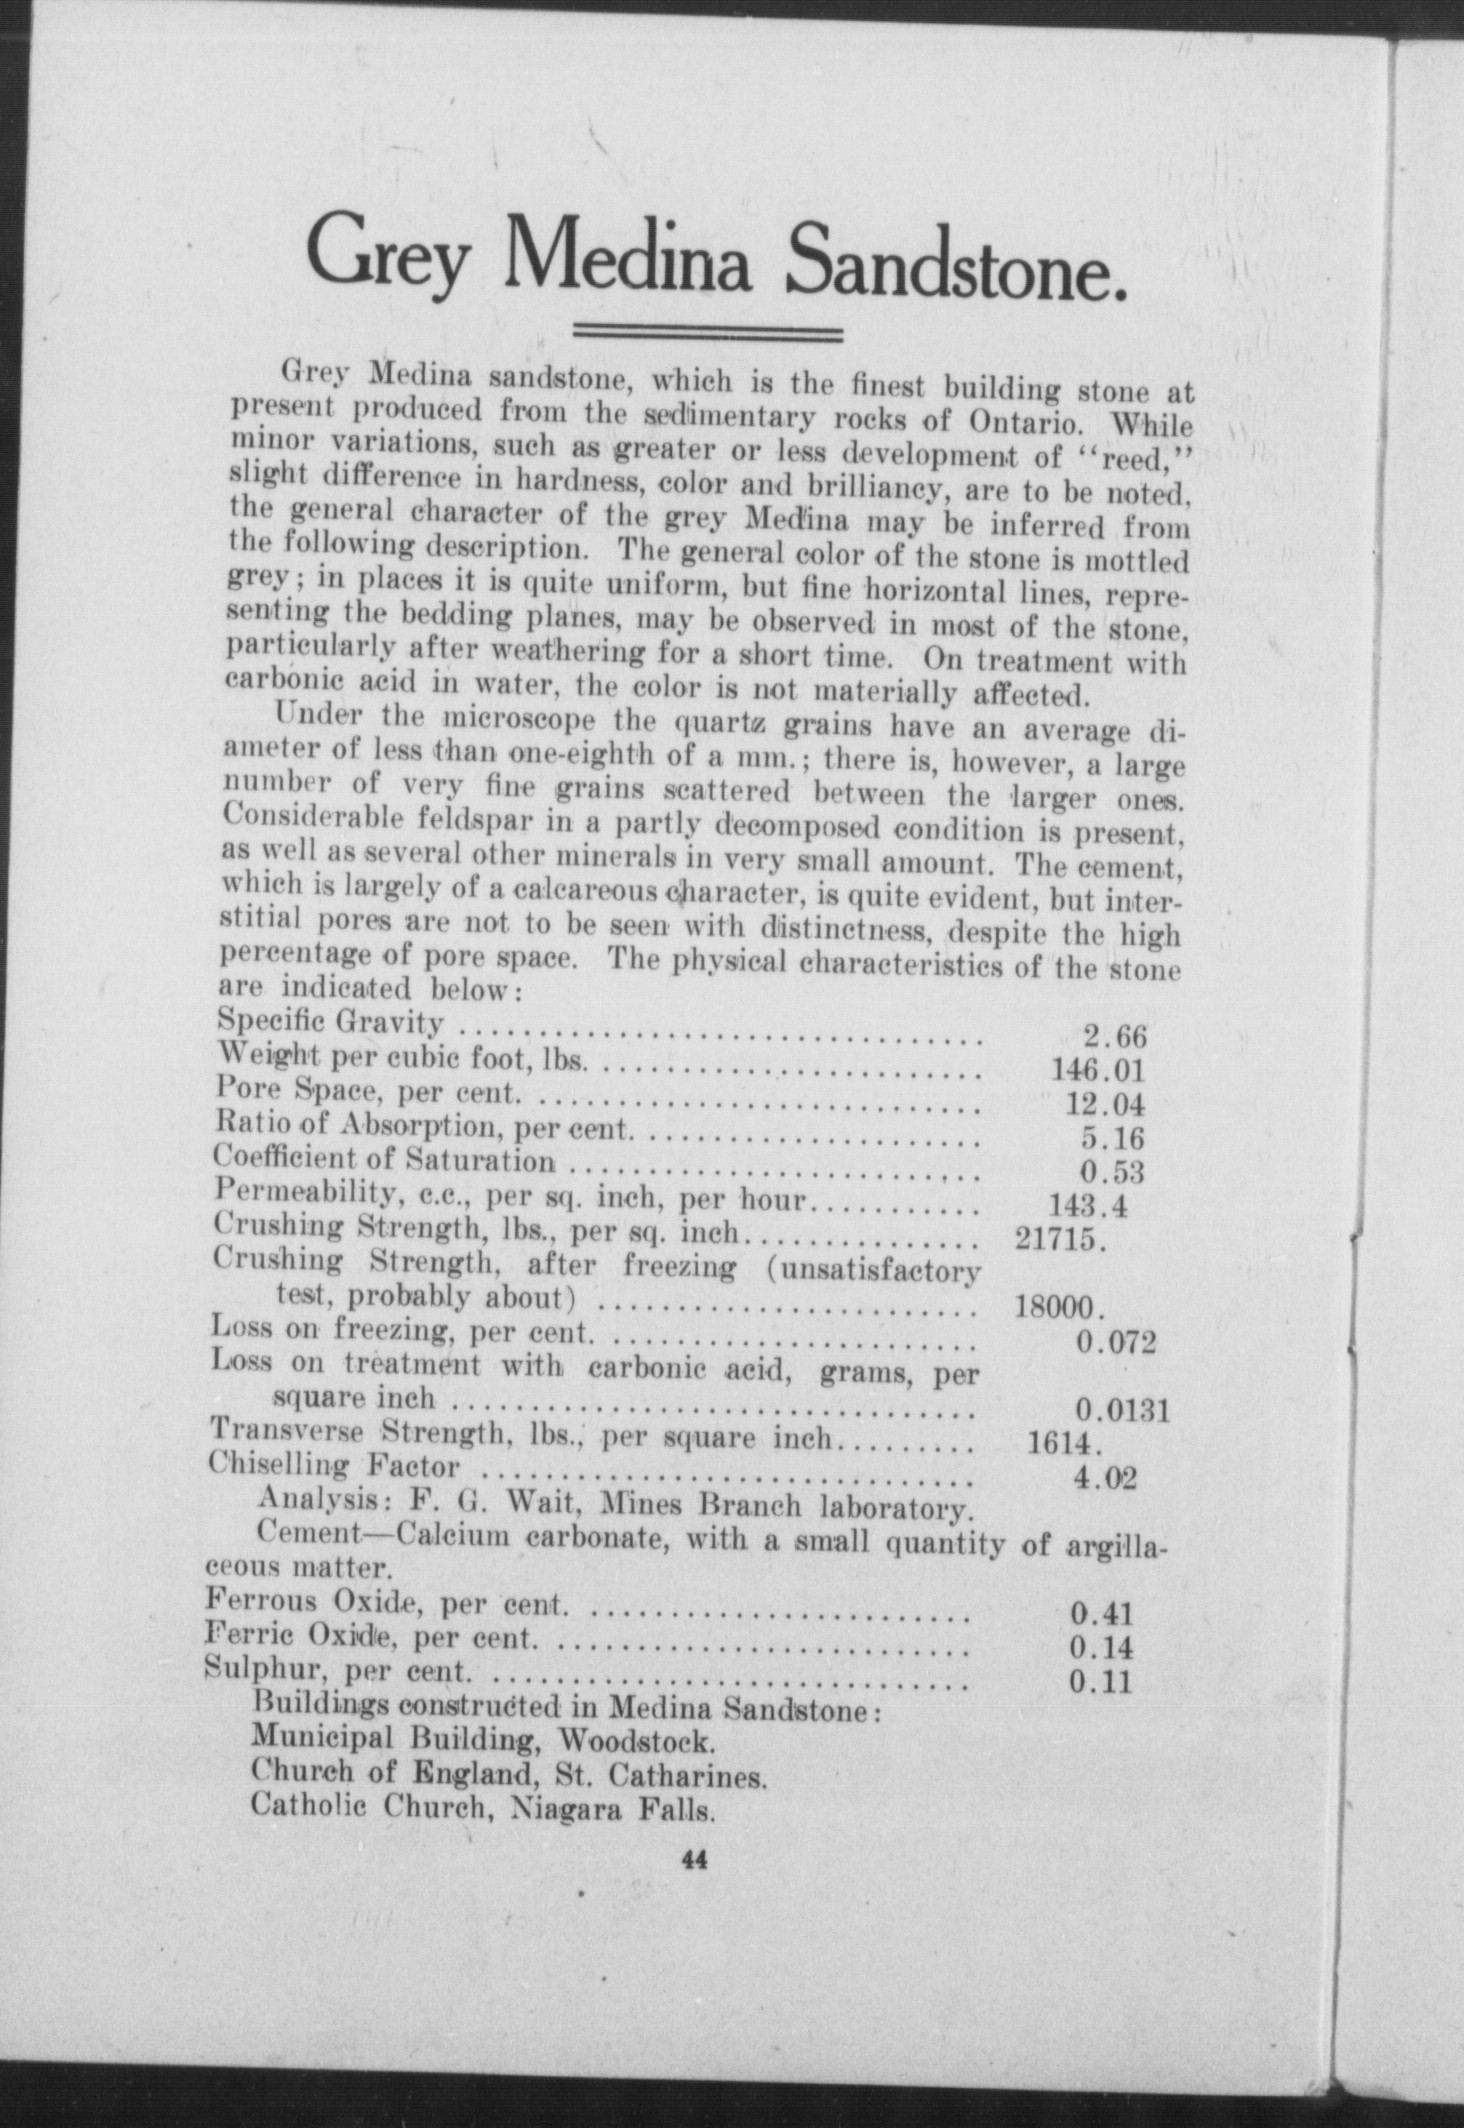 Grey Medina Sandstone.
Grey Medina sandstone, which is the finest building stone at
present produced from the sedimentary rocks of Ontario. While
minor variations, such as greater or less development of "reed,"
slight difference in hardness, color and brilliancy, are to be noted,
the general character of the grey Medina may be inferred from
the following description. The general color of the stone is mottled
grey; in places it is quite uniform, but fine horizontal lines, repre-
senting the bedding planes, may be observed in most of the stone,
particularly after weathering for a short time. On treatment with
carbonic acid in water, the color is not materially affected.
Under the microscope the quartz grains have an average di-
ameter of less than one-eighth of a mm.; there is, however, a large
number of very fine grains scattered between the larger ones.
Considerable feldspar in a partly decomposed condition is present,
as well as several other minerals in very small amount. The cement,
which is largely of a calcareous character, is quite evident, but inter-
stitial pores are not to be seen with distinctness, despite the high
percentage of pore space. The physical characteristics of the stone
are indicated below:
Specific Gravity ................................. 2.66
Weight per cubic foot, lbs. ........................ 146.01
Pore Space, per cent. ............................ 12.04
Ratio of Absorption, per cent. ..................... 5.16
Coefficient of Saturation .......................... 0.53
Permeability, c.c., per sq. inch, per hour........... 143.4
Crushing Strength, lbs., per sq. inch............... 21715.
Crushing Strength, after freezing (unsatisfactory
test, probably about) ........................ 18000.
Loss on freezing, per cent. ....................... 0.072
Loss on treatment with carbonic acid, grams, per
square inch ................................. 0.0131
Transverse Strength, lbs., per square inch......... 1614.
Chiselling Factor ............................... 4.02
Analysis: F. G. Wait, Mines Branch laboratory.
Cement—Calcium carbonate, with a small quantity of argilla-
ceous matter.
Ferrous Oxide, per cent. ........................ 0.41
Ferric Oxide, per cent. .......................... 0.14
Sulphur, per cent. .............................. 0.11
Buildings constructed in Medina Sandstone:
Municipal Building, Woodstock.
Church of England, St. Catharines.
Catholic Church, Niagara Falls.
44